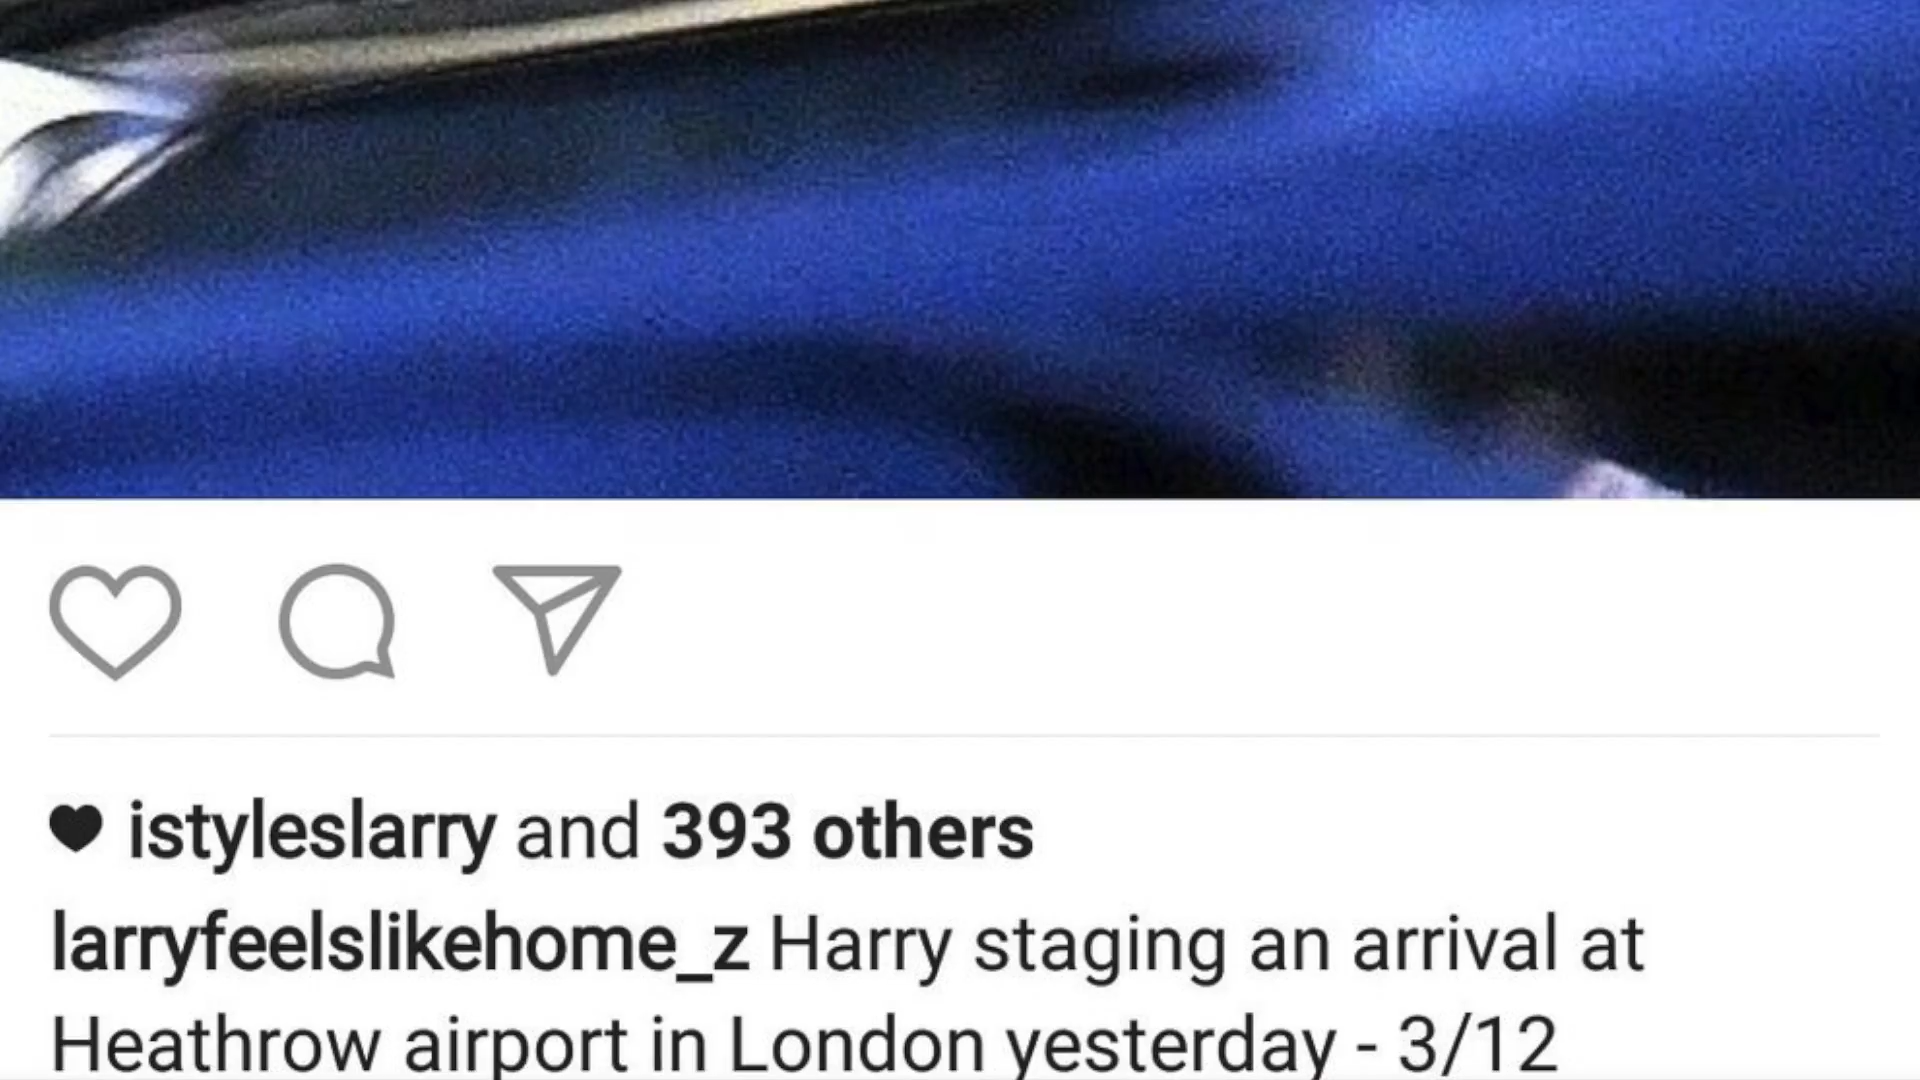 istyleslarry and 393 others
larryfeelslikehome_z Harry staging an arrival at
Heathrow airport in London yesterday - 3/12